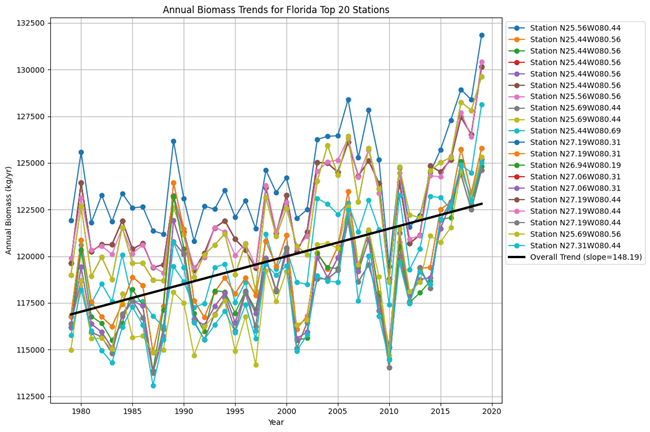 Annual Biomass Trends for Florida Top 20 Stations
132500
130000
127500
125000
122500
120000
117500
115000
112500
Annual Biomass (kg/yr)
1980
1985
1990
1995
2000
2005
2010
2015
2020
Year
Station N25.56W080.44
Station N25.44W080.56
Station N25.44W080.56
Station N25.44W080.56
Station N25.44W080.56
Station N25.44W080.56
Station N25.56W080.56
Station N25.69W080.44
Station N25.69W080.44
Station N25.44W080.69
Station N27.19W080.31
Station N27.19W080.31
Station N26.94W080.19
Station N27.06W080.31
Station N27.06W080.31
Station N27.19W080.44
Station N27.19W080.44
Station N27.19W080.44
Station N25.69W080.56
Station N27.31W080.44
Overall Trend (slope=148.19)